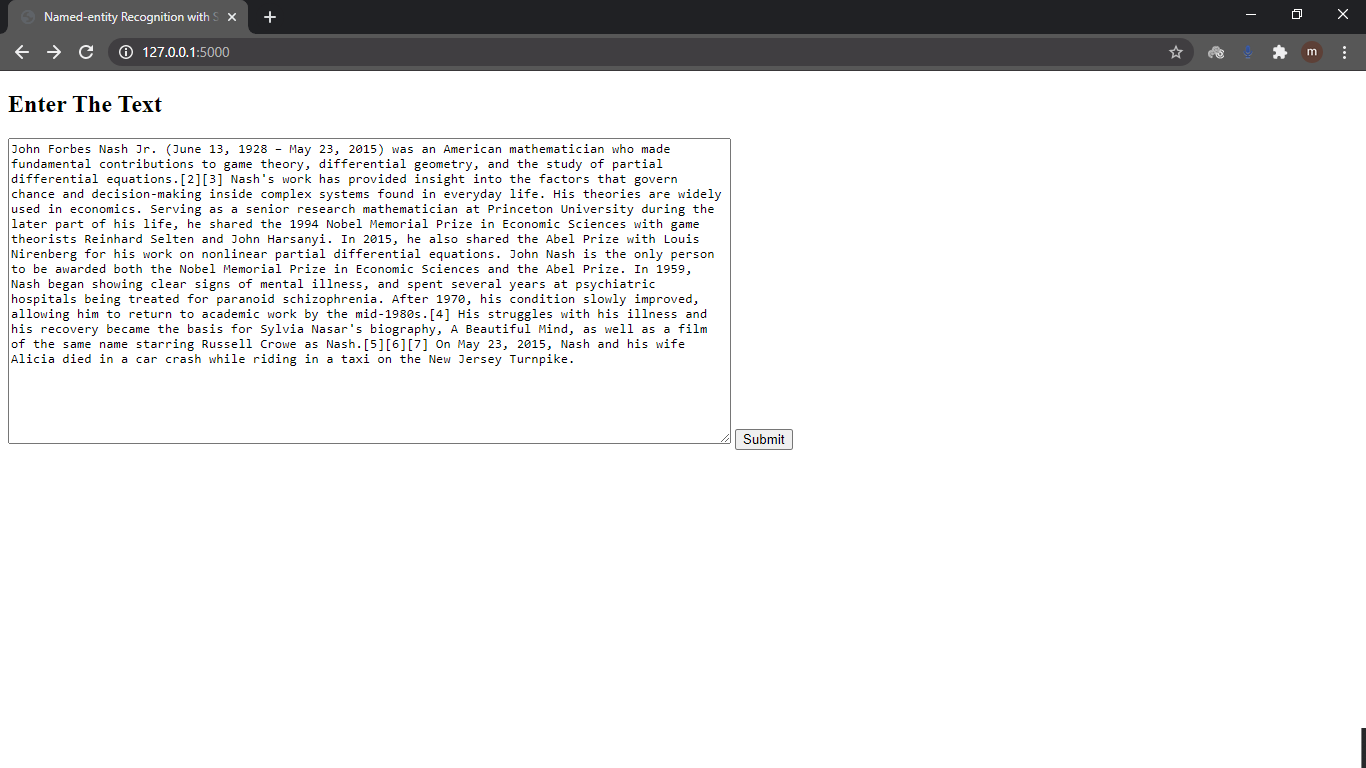 Named-entity Recognition with S
127.0.0.1:5000
m
Enter The Text
John Forbes Nash Jr. (June 13, 1928 – May 23, 2015) was an American mathematician who made
fundamental contributions to game theory, differential geometry, and the study of partial
differential equations.[2][3] Nash's work has provided insight into the factors that govern
chance and decision-making inside complex systems found in everyday life. His theories are widely
used in economics. Serving as a senior research mathematician at Princeton University during the
later part of his life, he shared the 1994 Nobel Memorial Prize in Economic Sciences with game
theorists Reinhard Selten and John Harsanyi. In 2015, he also shared the Abel Prize with Louis
Nirenberg for his work on nonlinear partial differential equations. John Nash is the only person
to be awarded both the Nobel Memorial Prize in Economic Sciences and the Abel Prize. In 1959,
Nash began showing clear signs of mental illness, and spent several years at psychiatric
hospitals being treated for paranoid schizophrenia. After 1970, his condition slowly improved,
allowing him to return to academic work by the mid-1980s.[4] His struggles with his illness and
his recovery became the basis for Sylvia Nasar's biography, A Beautiful Mind, as well as a film
of the same name starring Russell Crowe as Nash.[5][6][7] On May 23, 2015, Nash and his wife
Alicia died in a car crash while riding in a taxi on the New Jersey Turnpike.
Submit